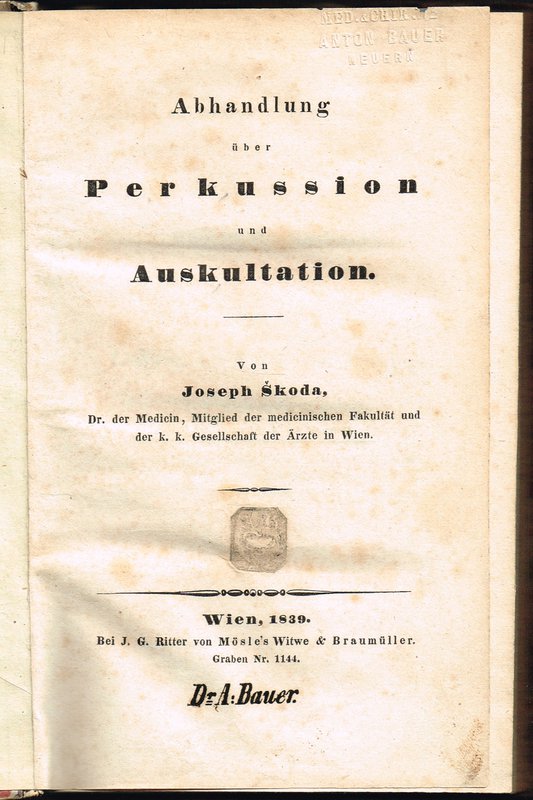 MED. & CHIR. 
ANTON BAUER
NEUERN
Abhandlung
über
Perkussion
und
Auskultation.
Von
Joseph Škoda,
Dr. der Medicin, Mitglied der medicinischen Fakultät und
der k. k. Gesellschaft der Ärzte in Wien.
Wien, 1839.
Bei J. G. Ritter von Mösle's Witwe & Braumüller.
Graben Nr. 1144.
Dr A: Bauer.